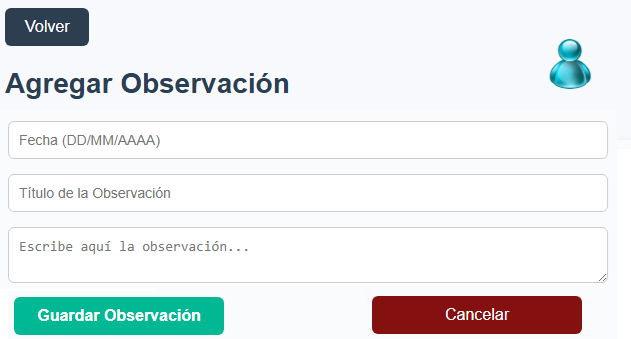 Volver
Agregar Observación
Fecha (DD/MM/AAAA)
Título de la Observación
Escribe aquí la observación...
Guardar Observación
Cancelar